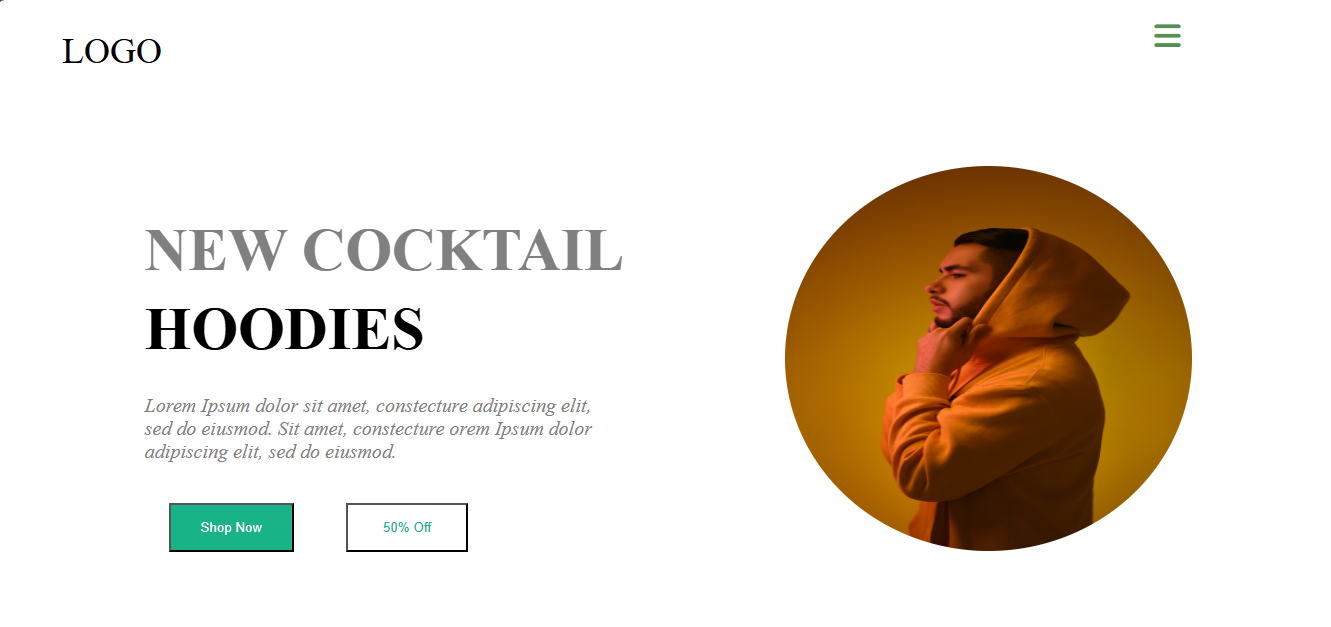 LOGO
NEW COCKTAIL
HOODIES
Lorem Ipsum dolor sit amet, constecture adipiscing elit,
sed do eiusmod. Sit amet, constecture orem Ipsum dolor
adipiscing elit, sed do eiusmod.
Shop Now
50% Off